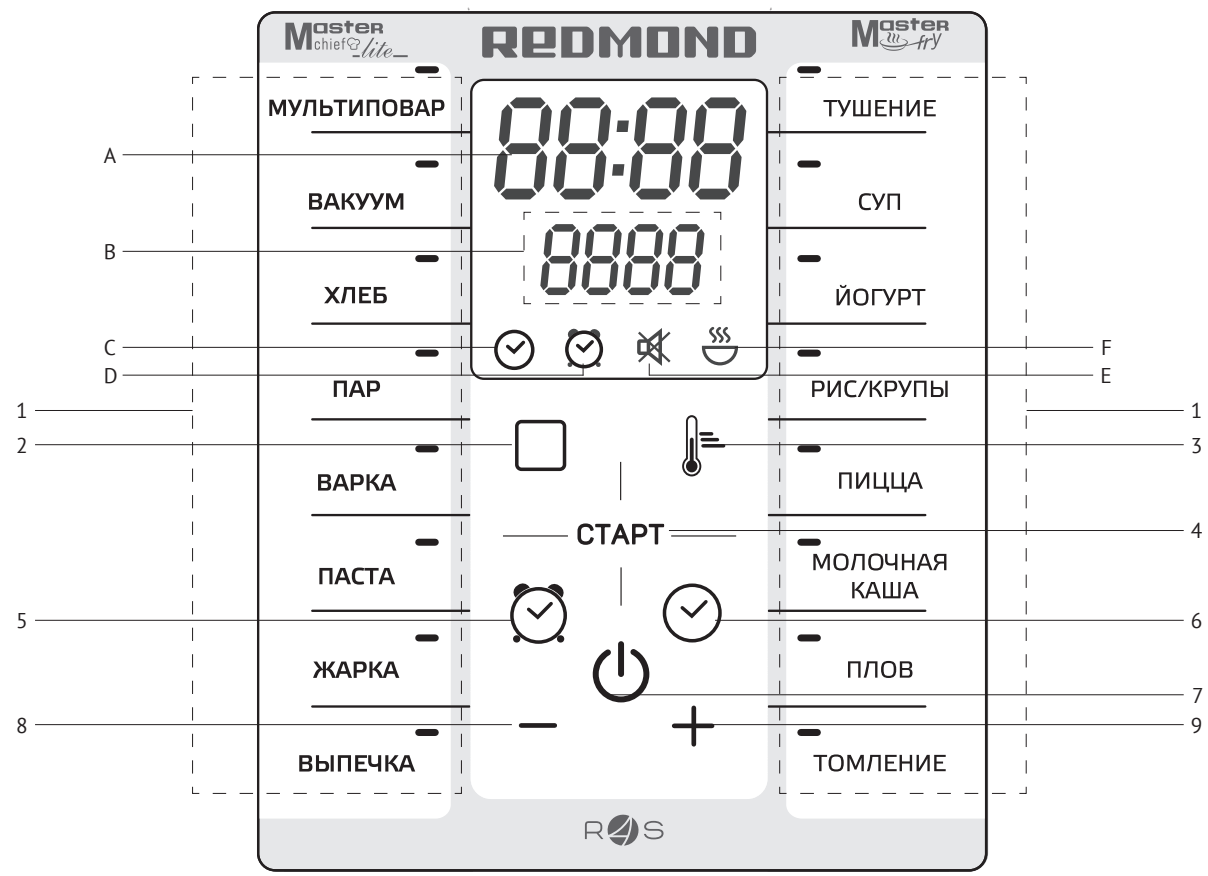 Master chief lite
REDMOND
Master fry
МУЛЬТИПОВАР
ВАКУУМ
ХЛЕБ
ПАР
ВАРКА
ПАСТА
ЖАРКА
ВЫПЕЧКА
88:88
8888
СТАРТ
ТУШЕНИЕ
СУП
ЙОГУРТ
РИС/КРУПЫ
ПИЦЦА
МОЛОЧНАЯ
КАША
ПЛОВ
ТОМЛЕНИЕ
A
B
C
D
F
E
1
2
5
8
1
3
4
6
7
9
R4S